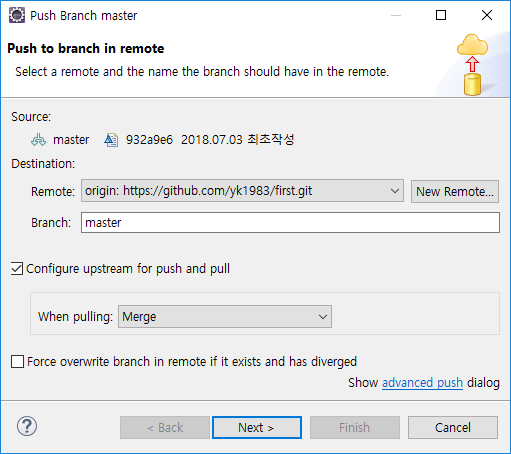 Push Branch master
Push to branch in remote
Select a remote and the name the branch should have in the remote.
Source:
master 932a9e6 2018.07.03 최초작성
Destination:
Remote: origin: https://github.com/yk1983/first.git New Remote...
Branch: master
Configure upstream for push and pull
When pulling: Merge
Force overwrite branch in remote if it exists and has diverged
Show advanced push dialog
? < Back Next > Finish Cancel